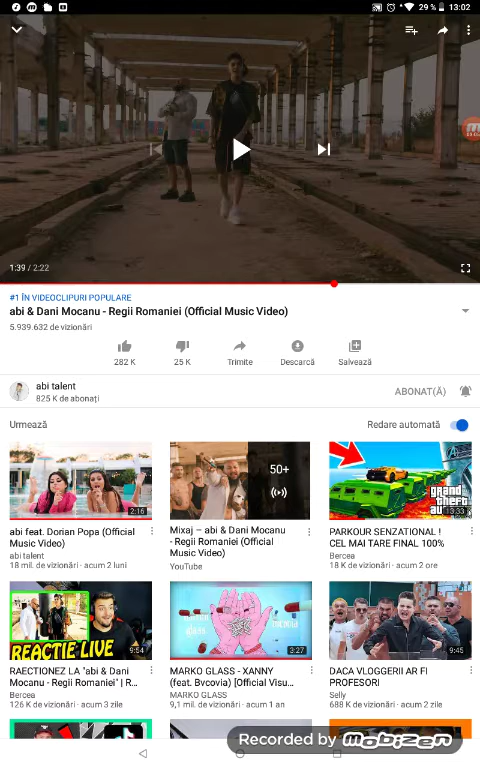 29 % 13:02
1:39 / 2:22
#1 ÎN VIDEOCLIPURI POPULARE
abi & Dani Mocanu - Regii Romaniei (Official Music Video)
5.939.632 de vizionări
282 K
25 K
Trimite
Descarcă
Salvează
abi talent
825 K de abonați
ABONAT(Ă)
Urmează
Redare automată
2:16
abi feat. Dorian Popa (Official
Music Video)
abi talent
18 mil. de vizionări · acum 2 luni
50+
Mixaj – abi & Dani Mocanu
- Regii Romaniei (Official
Music Video)
YouTube
grand
theft
au
13:33
PARKOUR SENZATIONAL !
CEL MAI TARE FINAL 100%
Bercea
18 K de vizionări · acum 2 ore
REACTIE LIVE
9:54
RAECTIONEZ LA "abi & Dani
Mocanu - Regii Romaniei" | R...
Bercea
126 K de vizionări · acum 3 zile
3:27
MARKO GLASS - XANNY
(feat. Bvcovia) [Official Visu...
MARKO GLASS
9,1 mil. de vizionări · acum 1 an
9:45
DACA VLOGGERII AR FI
PROFESORI
Selly
688 K de vizionări · acum 2 zile
Recorded by mobizen